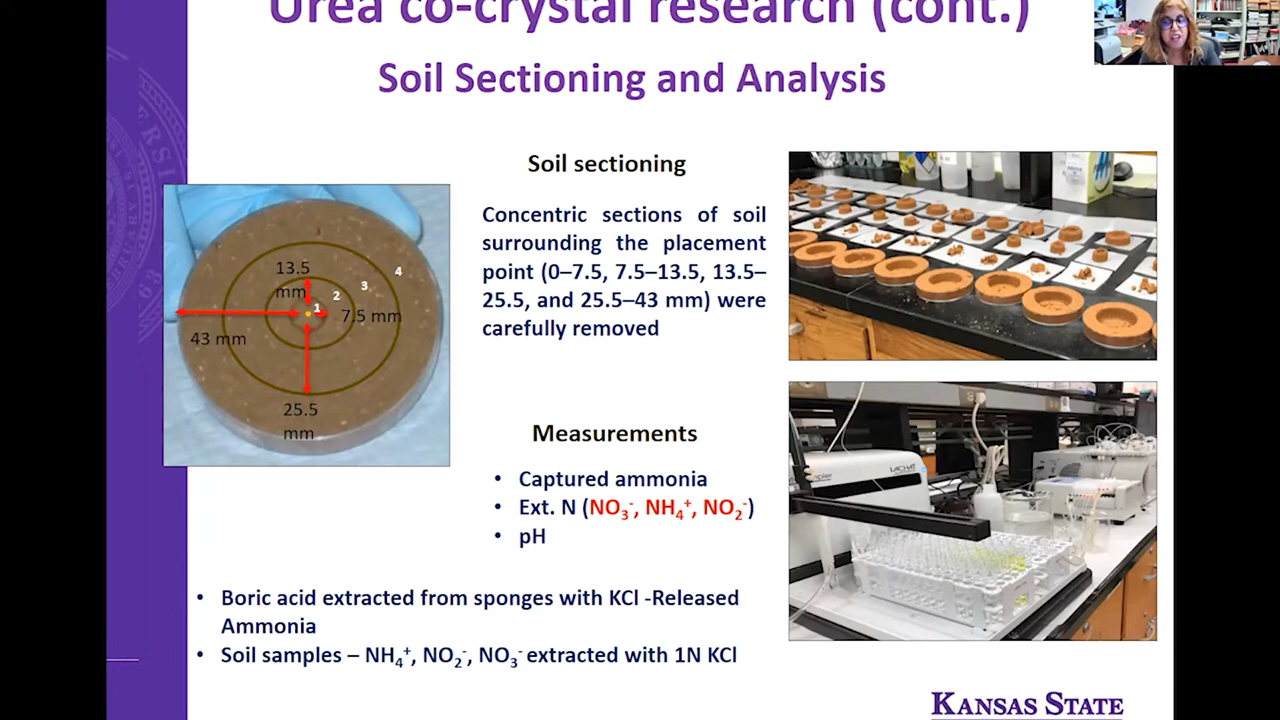 Urea co-crystal research (cont.)
Soil Sectioning and Analysis
Soil sectioning
Concentric sections of soil
surrounding the placement
point (0–7.5, 7.5–13.5, 13.5–
25.5, and 25.5–43 mm) were
carefully removed
13.5
mm
4
3
2
1
7.5 mm
43 mm
25.5
mm
Measurements
• Captured ammonia
• Ext. N (NO₃⁻, NH₄⁺, NO₂⁻)
• pH
LACHAT
• Boric acid extracted from sponges with KCl -Released
Ammonia
• Soil samples – NH₄⁺, NO₂⁻, NO₃⁻ extracted with 1N KCl
KANSAS STATE